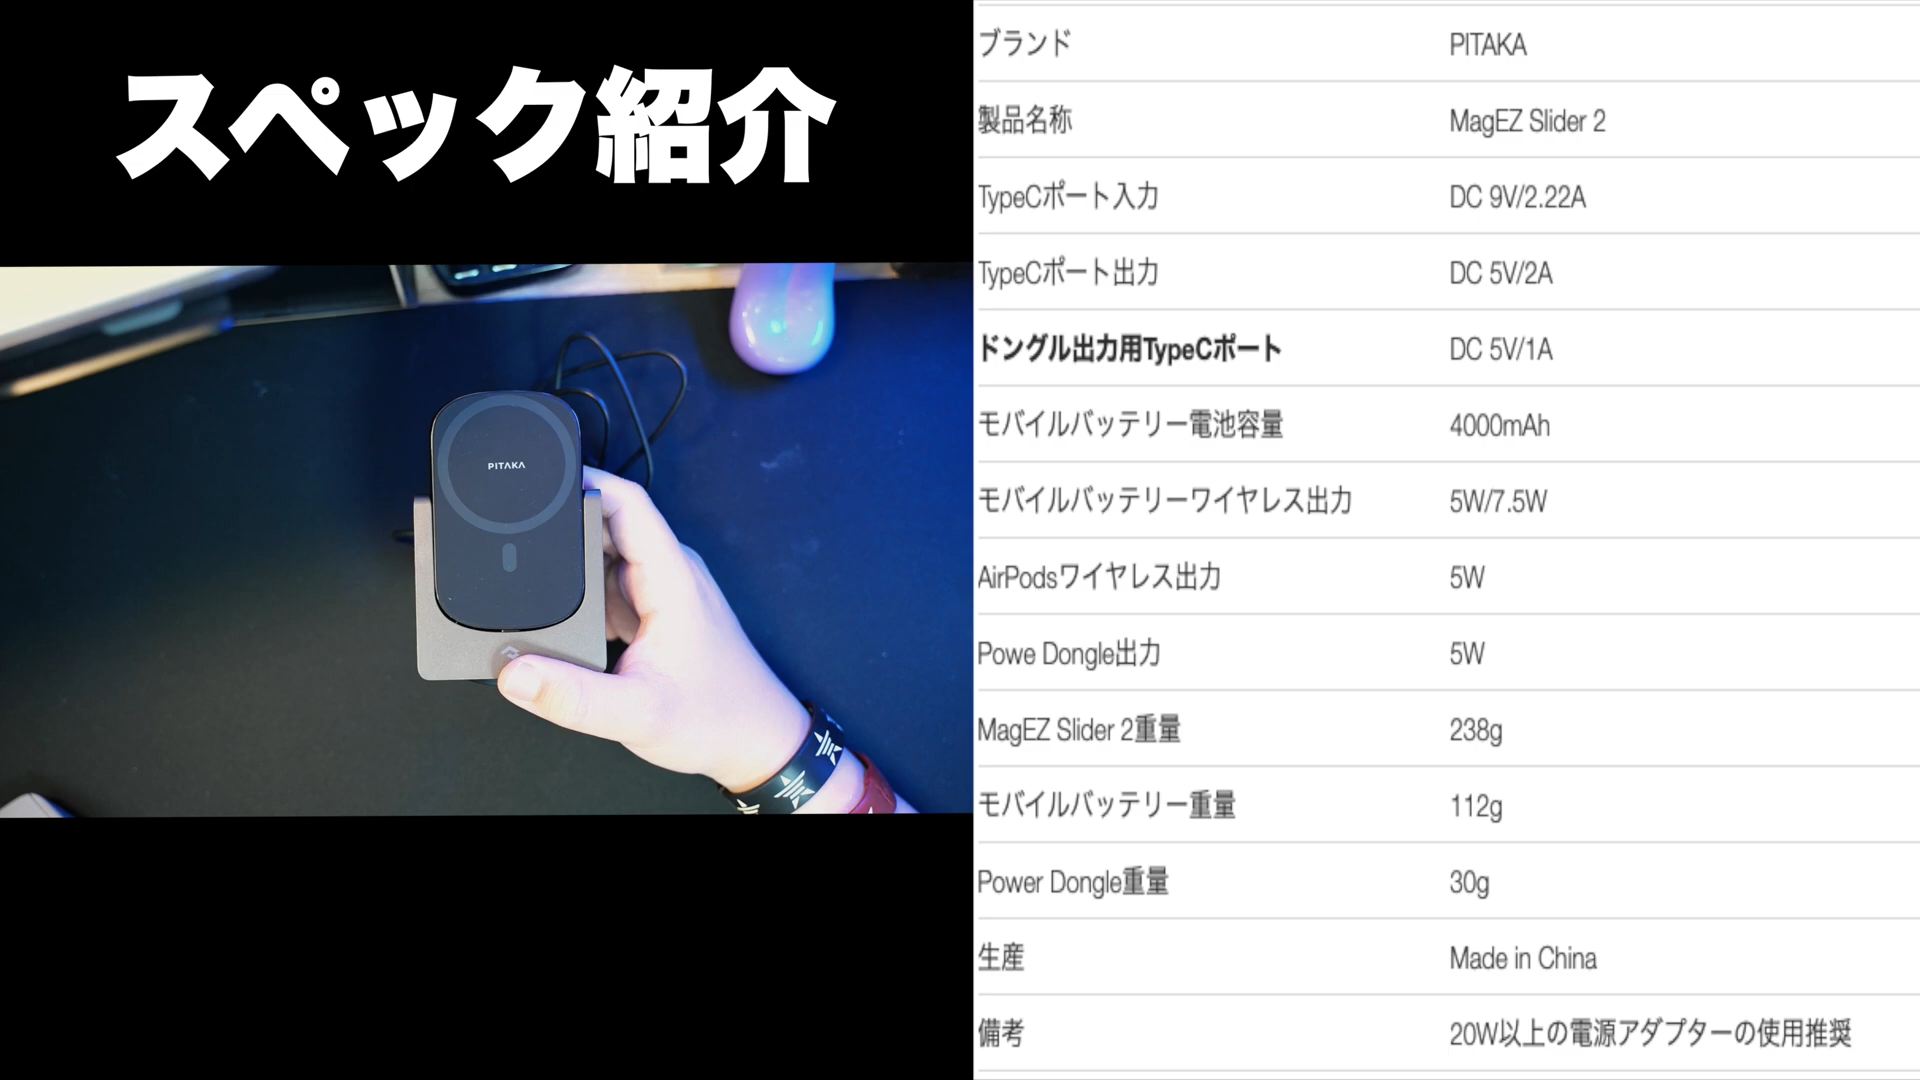 スペック紹介
PITAKA
ブランド PITAKA
製品名称 MagEZ Slider 2
TypeCポート入力 DC 9V/2.22A
TypeCポート出力 DC 5V/2A
ドングル出力用TypeCポート DC 5V/1A
モバイルバッテリー電池容量 4000mAh
モバイルバッテリーワイヤレス出力 5W/7.5W
AirPodsワイヤレス出力 5W
Powe Dongle出力 5W
MagEZ Slider 2重量 238g
モバイルバッテリー重量 112g
Power Dongle重量 30g
生産 Made in China
備考 20W以上の電源アダプターの使用推奨